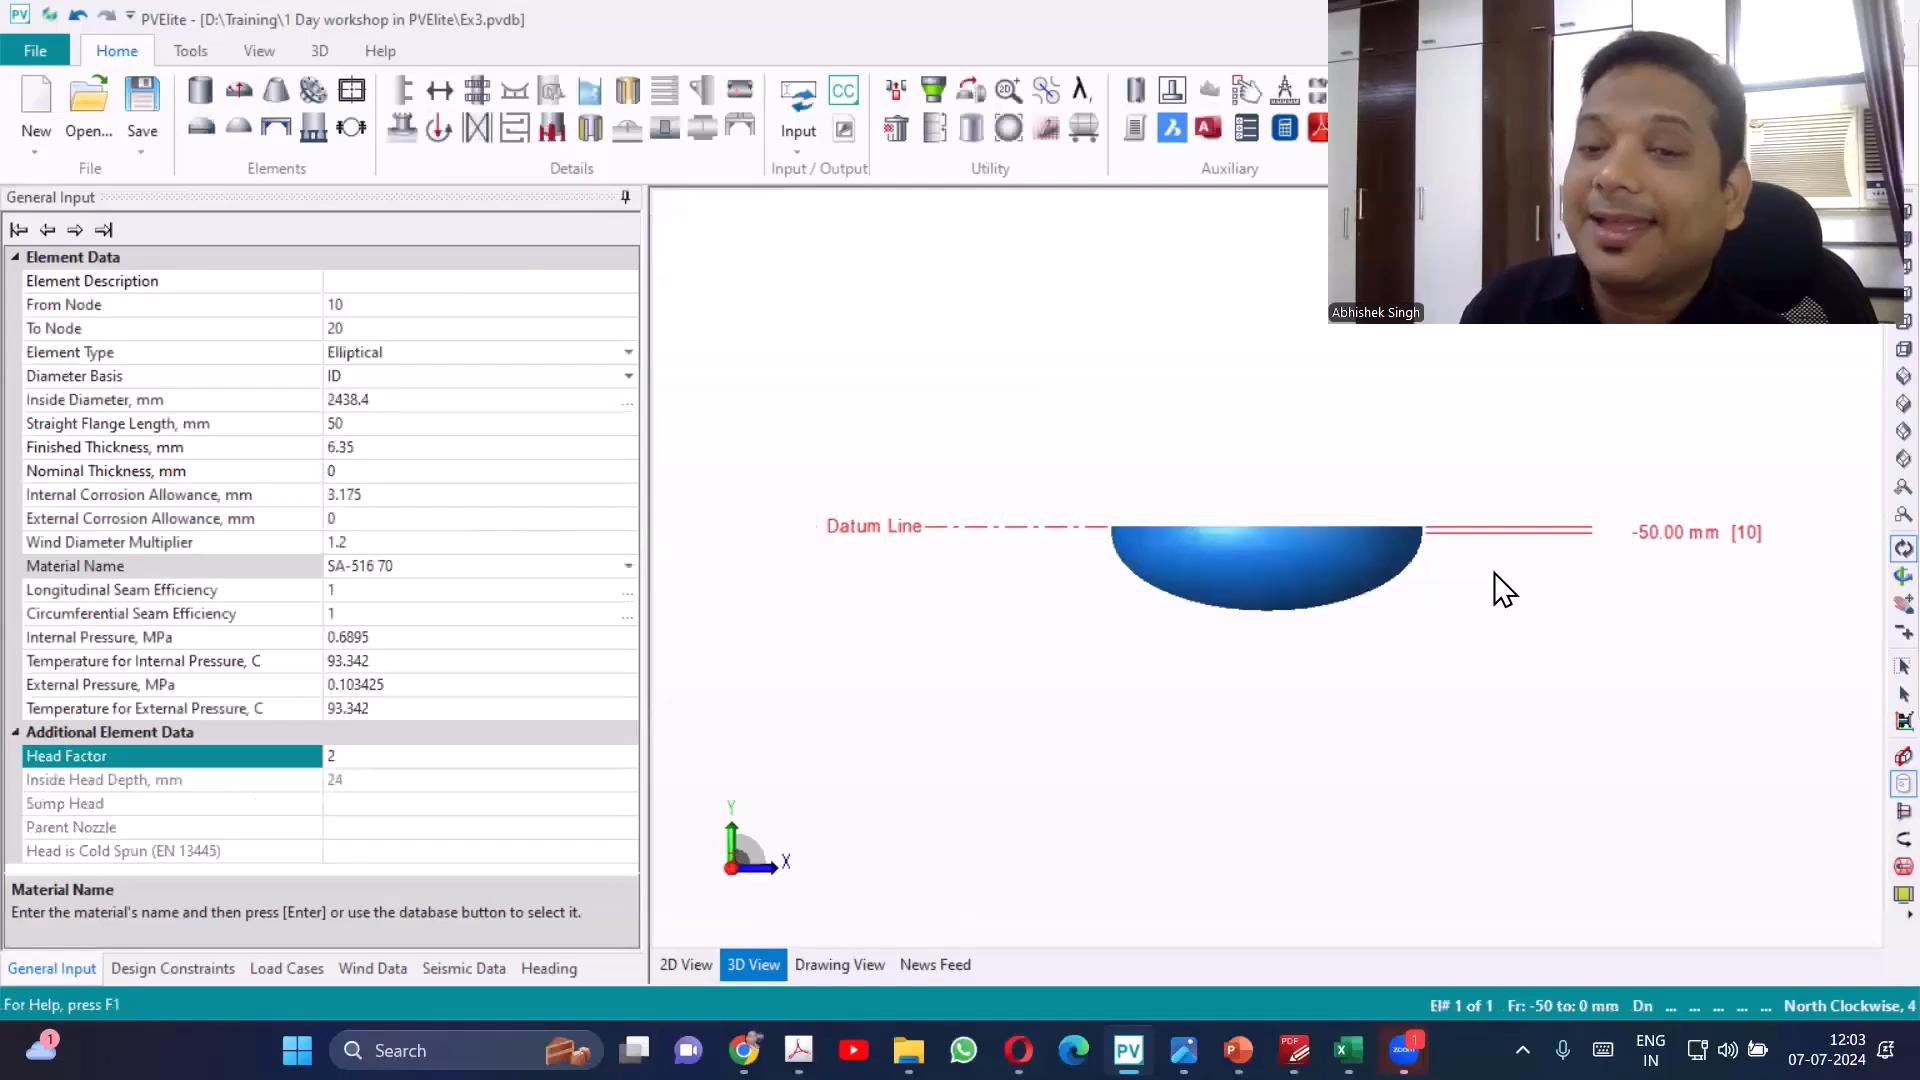 PV
PVElite - [D:\Training\1 Day workshop in PVElite\Ex3.pvdb]
File
Home
Tools
View
3D
Help
New
Open...
Save
Input
File
Elements
Details
Input / Output
Utility
Auxiliary
CC
2D
Abhishek Singh
General Input
Element Data
Element Description
From Node 10
To Node 20
Element Type Elliptical
Diameter Basis ID
Inside Diameter, mm 2438.4
Straight Flange Length, mm 50
Finished Thickness, mm 6.35
Nominal Thickness, mm 0
Internal Corrosion Allowance, mm 3.175
External Corrosion Allowance, mm 0
Wind Diameter Multiplier 1.2
Material Name SA-516 70
Longitudinal Seam Efficiency 1
Circumferential Seam Efficiency 1
Internal Pressure, MPa 0.6895
Temperature for Internal Pressure, C 93.342
External Pressure, MPa 0.103425
Temperature for External Pressure, C 93.342
Additional Element Data
Head Factor 2
Inside Head Depth, mm 24
Sump Head
Parent Nozzle
Head is Cold Spun (EN 13445)
Material Name
Enter the material's name and then press [Enter] or use the database button to select it.
General Input
Design Constraints
Load Cases
Wind Data
Seismic Data
Heading
Datum Line
-50.00 mm [10]
Y
X
2D View
3D View
Drawing View
News Feed
For Help, press F1
El# 1 of 1 Fr: -50 to: 0 mm Dn ... ... ... ... ... North Clockwise, 4
1
Search
PV
PDF
zoom
1
ENG
IN
12:03
07-07-2024